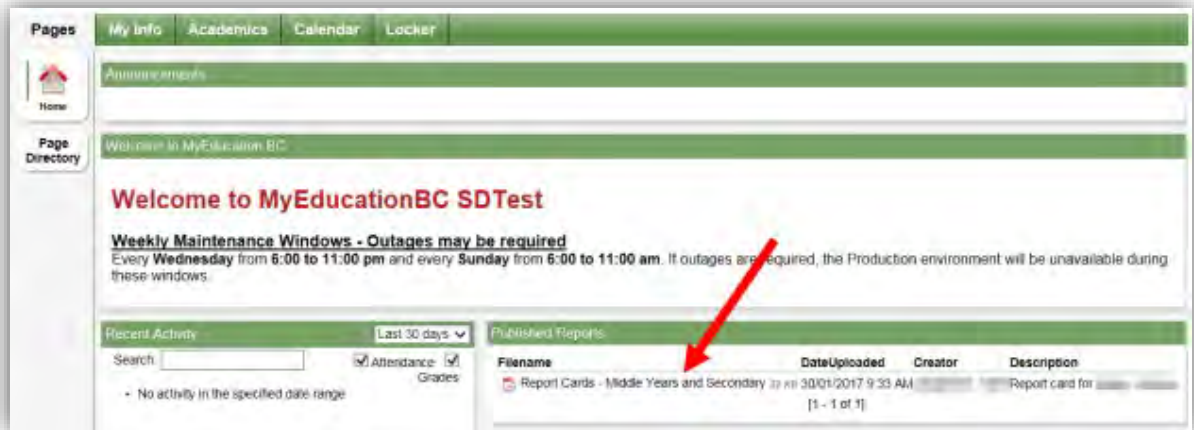 Pages
My Info Academics Calendar Locker
Home
Page
Directory
Announcements
Welcome to MyEducation BC
Welcome to MyEducationBC SDTest
Weekly Maintenance Windows - Outages may be required
Every Wednesday from 6:00 to 11:00 pm and every Sunday from 6:00 to 11:00 am. If outages are required, the Production environment will be unavailable during
these windows.
Recent Activity Last 30 days
Search Attendance
Grades
No activity in the specified date range
Published Reports
Filename DateUploaded Creator Description
Report Cards - Middle Years and Secondary 30/01/2017 9:33 AM Report card for
[1 - 1 of 1]